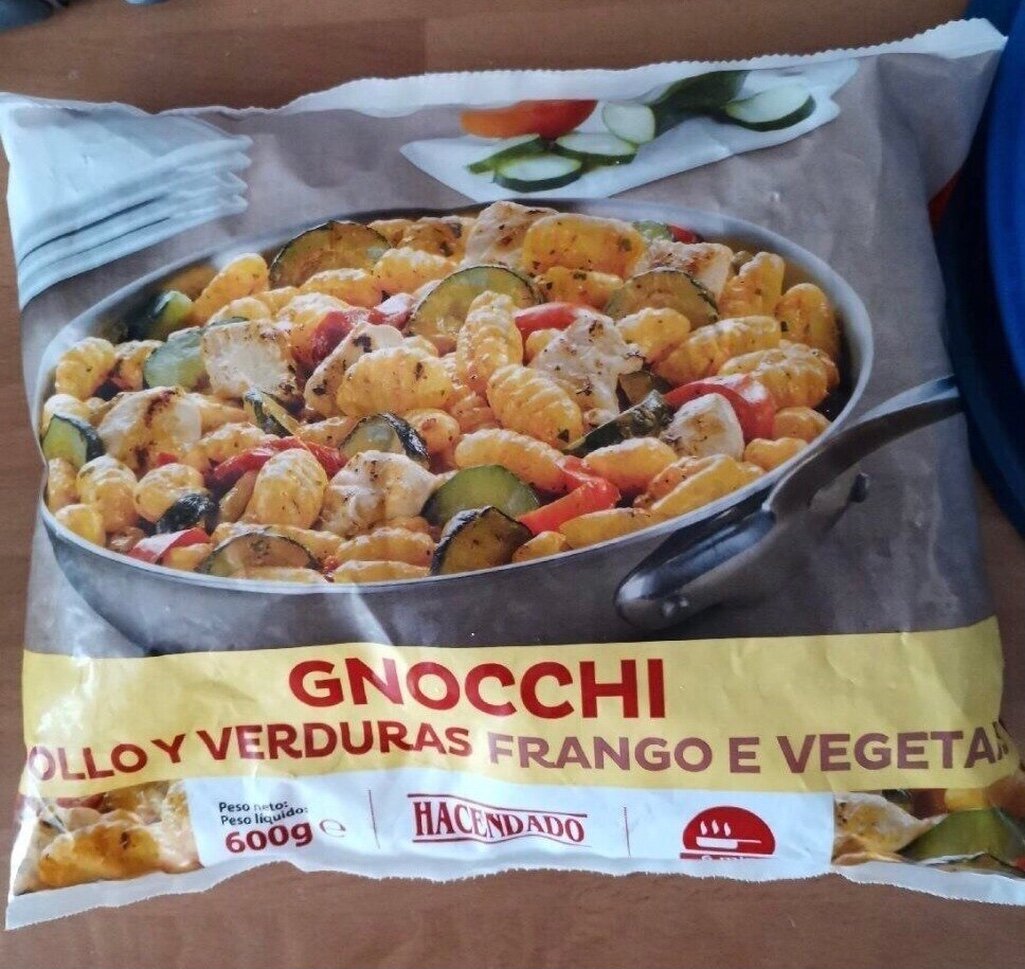 GNOCCHI
OLLO Y VERDURAS FRANGO E VEGETA
Peso neto:
Peso líquido:
600g e
HACENDADO